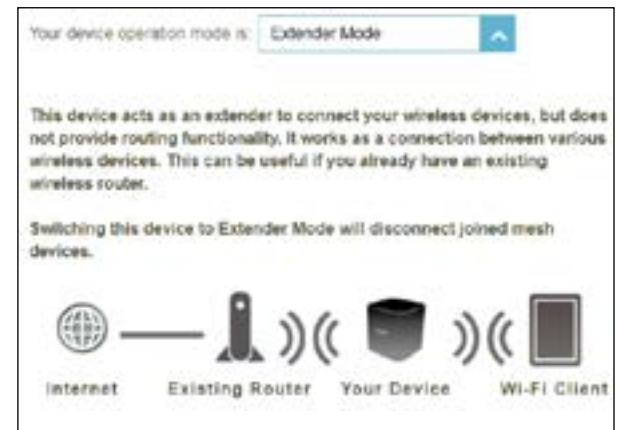 Your device operation mode is: Extender Mode
This device acts as an extender to connect your wireless devices, but does
not provide routing functionality. It works as a connection between various
wireless devices. This can be useful if you already have an existing
wireless router.
Switching this device to Extender Mode will disconnect joined mesh
devices.
Internet Existing Router Your Device Wi-Fi Client